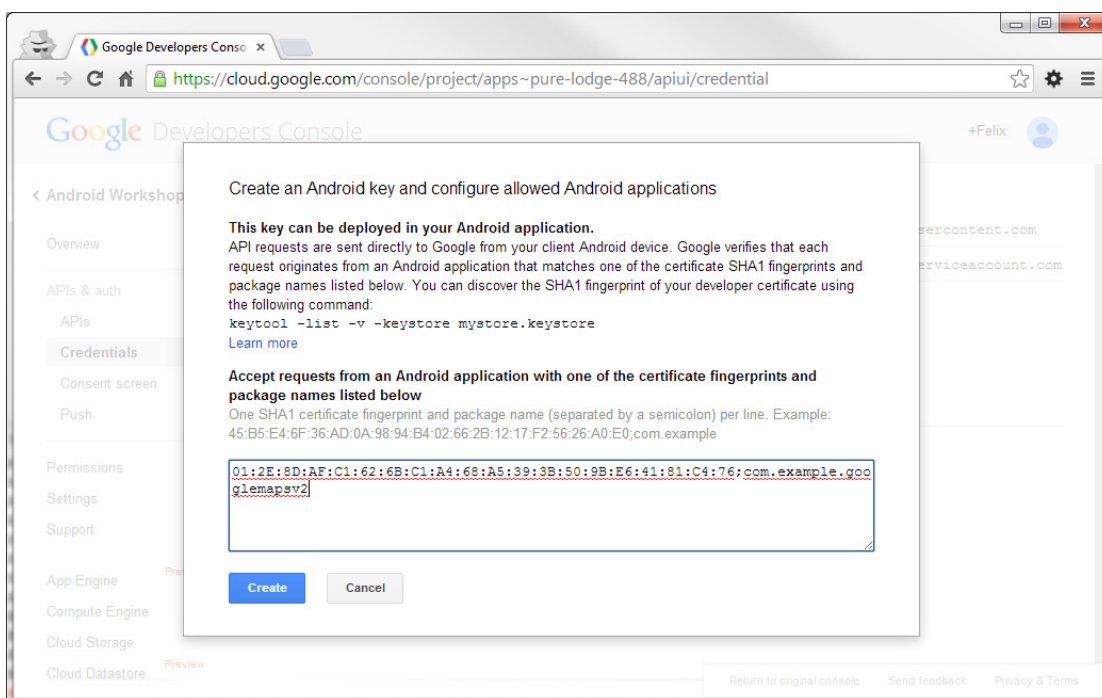 Google Developers Conso
https://cloud.google.com/console/project/apps~pure-lodge-488/apiui/credential
Google Developers Console
+Felix
Android Workshop
Overview
APIs & auth
APIs
Credentials
Consent screen
Push
Permissions
Settings
Support
App Engine
Compute Engine
Cloud Storage
Cloud Datastore
Preview
Create an Android key and configure allowed Android applications
This key can be deployed in your Android application.
API requests are sent directly to Google from your client Android device. Google verifies that each
request originates from an Android application that matches one of the certificate SHA1 fingerprints and
package names listed below. You can discover the SHA1 fingerprint of your developer certificate using
the following command:
keytool -list -v -keystore mystore.keystore
Learn more
Accept requests from an Android application with one of the certificate fingerprints and
package names listed below
One SHA1 certificate fingerprint and package name (separated by a semicolon) per line. Example:
45:B5:E4:6F:36:AD:0A:98:94:B4:02:66:2B:12:17:F2:56:26:A0:E0;com.example
01:2E:8D:AF:C1:62:6B:C1:A4:68:A5:39:3B:50:9B:E6:41:81:C4:76;com.example.goo
glemapsv2
Create
Cancel
sercontent.com
erviceaccount.com
Return to original console
Send feedback
Privacy & Terms